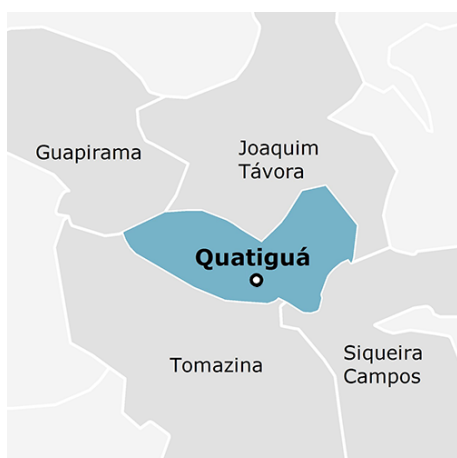 Guapirama
Joaquim
Távora
Quatiguá
Tomazina
Siqueira
Campos